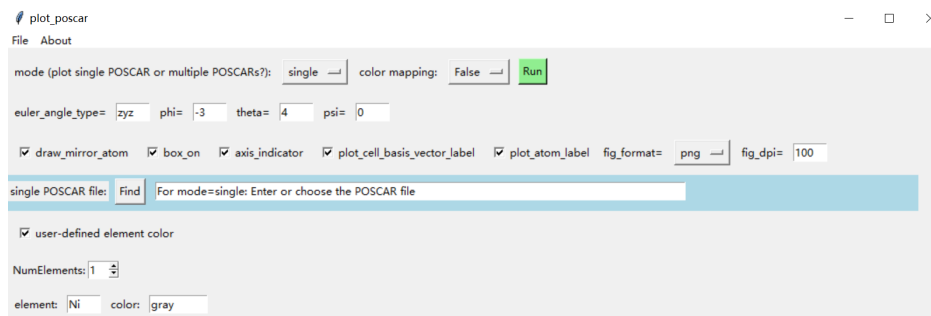 plot_poscar
File About
mode (plot single POSCAR or multiple POSCARs?): single color mapping: False Run
euler_angle_type= zyz phi= -3 theta= 4 psi= 0
draw_mirror_atom box_on axis_indicator plot_cell_basis_vector_label plot_atom_label fig_format= png fig_dpi= 100
single POSCAR file: Find For mode=single: Enter or choose the POSCAR file
user-defined element color
NumElements: 1
element: Ni color: gray